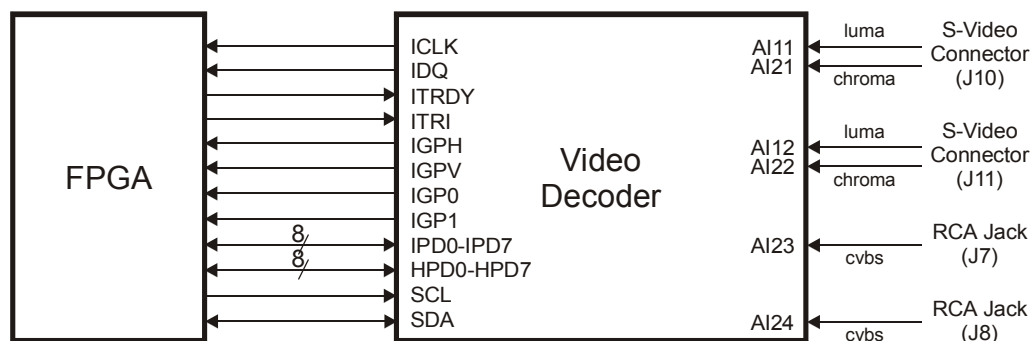 FPGA
ICLK
IDQ
ITRDY
ITRI
IGPH
IGPV
IGP0
IGP1
8
IPD0-IPD7
8
HPD0-HPD7
SCL
SDA
Video
Decoder
AI11
AI21
AI12
AI22
AI23
AI24
luma
chroma
S-Video
Connector
(J10)
luma
chroma
S-Video
Connector
(J11)
cvbs
RCA Jack
(J7)
cvbs
RCA Jack
(J8)